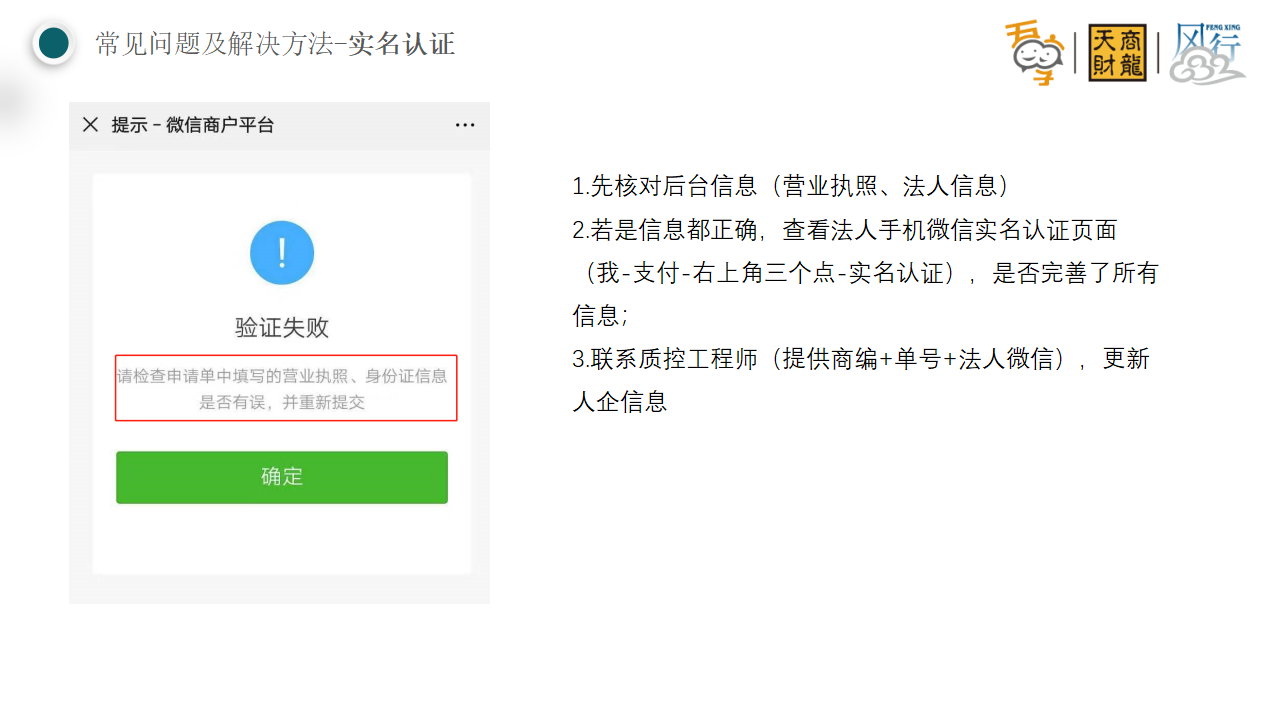 常见问题及解决方法-实名认证
天商
财龍
FENG XING
风行
提示 - 微信商户平台
验证失败
请检查申请单中填写的营业执照、身份证信息
是否有误，并重新提交
确定
1.先核对后台信息（营业执照、法人信息）
2.若是信息都正确，查看法人手机微信实名认证页面
（我-支付-右上角三个点-实名认证），是否完善了所有
信息；
3.联系质控工程师（提供商编+单号+法人微信），更新
人企信息